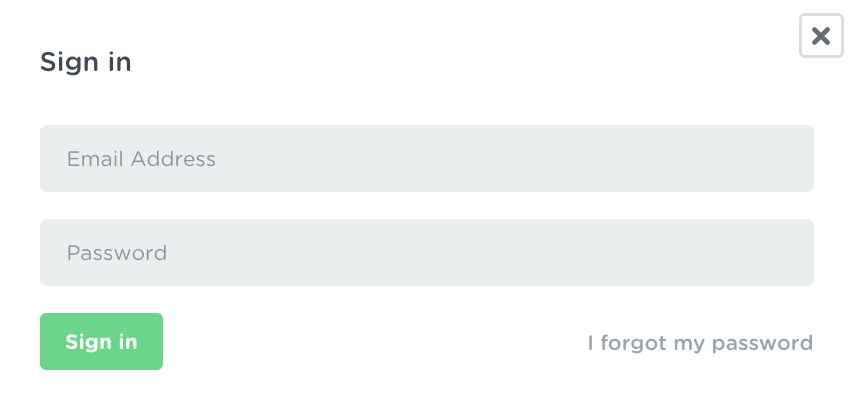 Sign in
Email Address
Password
Sign in
I forgot my password